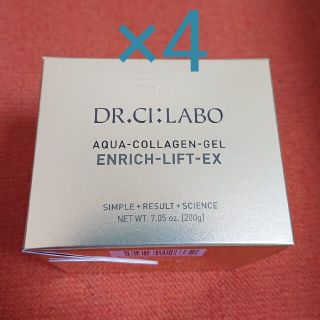 ×4
DR.CI:LABO
AQUA-COLLAGEN-GEL
ENRICH-LIFT-EX
SIMPLE+RESULT+SCIENCE
NET WT. 7.05 oz. (200g)